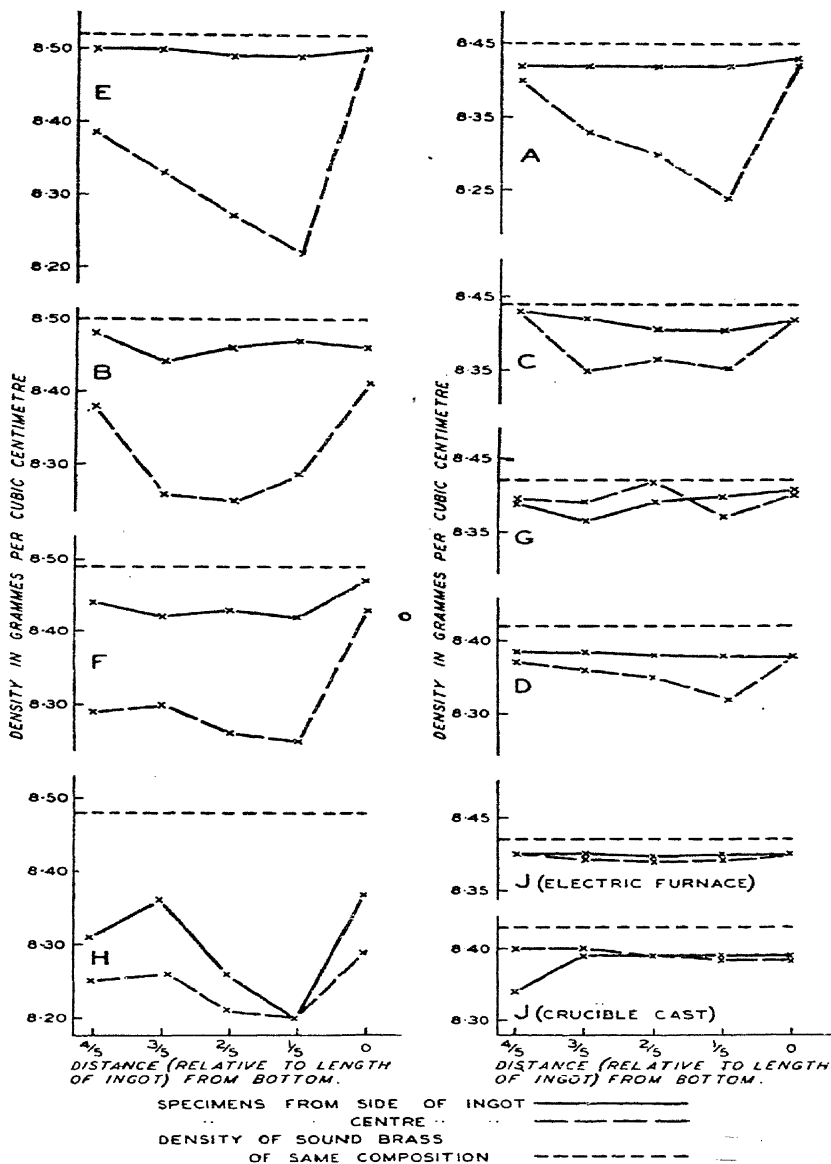 DENSITY IN GRAMMES PER CUBIC CENTIMETRE
8·50
8·40
8·30
8·20
E
8·50
8·40
8·30
B
8·50
8·40
8·30
F
8·50
8·40
8·30
8·20
H
4/5 3/5 2/5 1/5 0
DISTANCE (RELATIVE TO LENGTH
OF INGOT) FROM BOTTOM.
DENSITY IN GRAMMES PER CUBIC CENTIMETRE
8·45
8·35
8·25
A
8·45
8·35
C
8·45
8·35
G
8·40
8·30
D
8·45
8·35
J (ELECTRIC FURNACE)
8·40
8·30
J (CRUCIBLE CAST)
4/5 3/5 2/5 1/5 0
DISTANCE (RELATIVE TO LENGTH
OF INGOT) FROM BOTTOM.
SPECIMENS FROM SIDE OF INGOT
" " CENTRE " "
DENSITY OF SOUND BRASS
OF SAME COMPOSITION